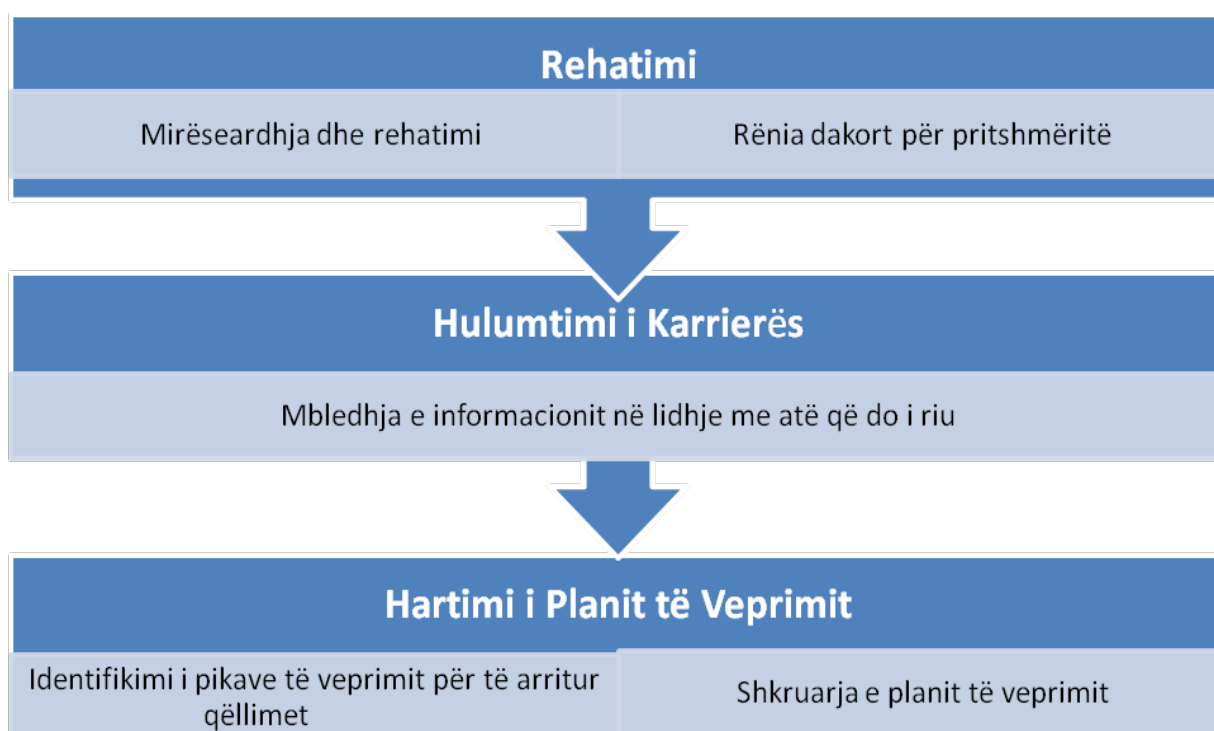 Rehatimi
Mirëseardhja dhe rehatimi
Rënia dakort për pritshmëritë
Hulumtimi i Karrierës
Mbledhja e informacionit në lidhje me atë që do i riu
Hartimi i Planit të Veprimit
Identifikimi i pikave të veprimit për të arritur
qëllimet
Shkruarja e planit të veprimit